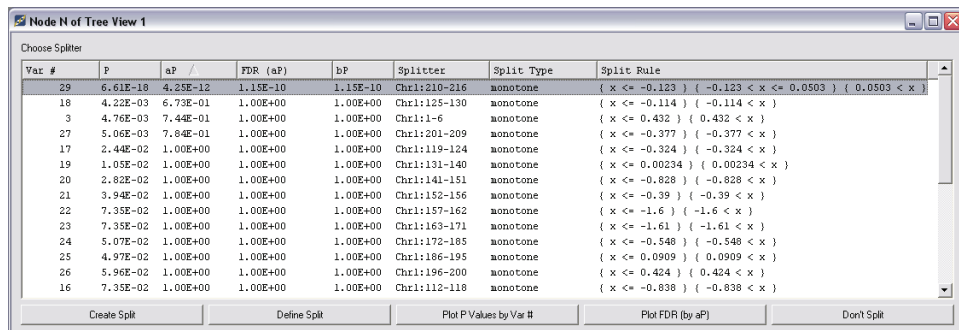 Node N of Tree View 1
Choose Splitter
Var # P aP FDR (aP) bP Splitter Split Type Split Rule
29 6.61E-18 4.25E-12 1.15E-10 1.15E-10 Chr1:210-216 monotone { x <= -0.123 } { -0.123 < x <= 0.0503 } { 0.0503 < x }
18 4.22E-03 6.73E-01 1.00E+00 1.00E+00 Chr1:125-130 monotone { x <= -0.114 } { -0.114 < x }
3 4.76E-03 7.44E-01 1.00E+00 1.00E+00 Chr1:1-6 monotone { x <= 0.432 } { 0.432 < x }
27 5.06E-03 7.84E-01 1.00E+00 1.00E+00 Chr1:201-209 monotone { x <= -0.377 } { -0.377 < x }
17 2.44E-02 1.00E+00 1.00E+00 1.00E+00 Chr1:119-124 monotone { x <= -0.324 } { -0.324 < x }
19 1.05E-02 1.00E+00 1.00E+00 1.00E+00 Chr1:131-140 monotone { x <= 0.00234 } { 0.00234 < x }
20 2.82E-02 1.00E+00 1.00E+00 1.00E+00 Chr1:141-151 monotone { x <= -0.828 } { -0.828 < x }
21 3.94E-02 1.00E+00 1.00E+00 1.00E+00 Chr1:152-156 monotone { x <= -0.39 } { -0.39 < x }
22 7.35E-02 1.00E+00 1.00E+00 1.00E+00 Chr1:157-162 monotone { x <= -1.6 } { -1.6 < x }
23 7.35E-02 1.00E+00 1.00E+00 1.00E+00 Chr1:163-171 monotone { x <= -1.61 } { -1.61 < x }
24 5.07E-02 1.00E+00 1.00E+00 1.00E+00 Chr1:172-185 monotone { x <= -0.548 } { -0.548 < x }
25 4.97E-02 1.00E+00 1.00E+00 1.00E+00 Chr1:186-195 monotone { x <= 0.0909 } { 0.0909 < x }
26 5.96E-02 1.00E+00 1.00E+00 1.00E+00 Chr1:196-200 monotone { x <= 0.424 } { 0.424 < x }
16 7.35E-02 1.00E+00 1.00E+00 1.00E+00 Chr1:112-118 monotone { x <= -0.838 } { -0.838 < x }
Create Split Define Split Plot P Values by Var # Plot FDR (by aP) Don't Split